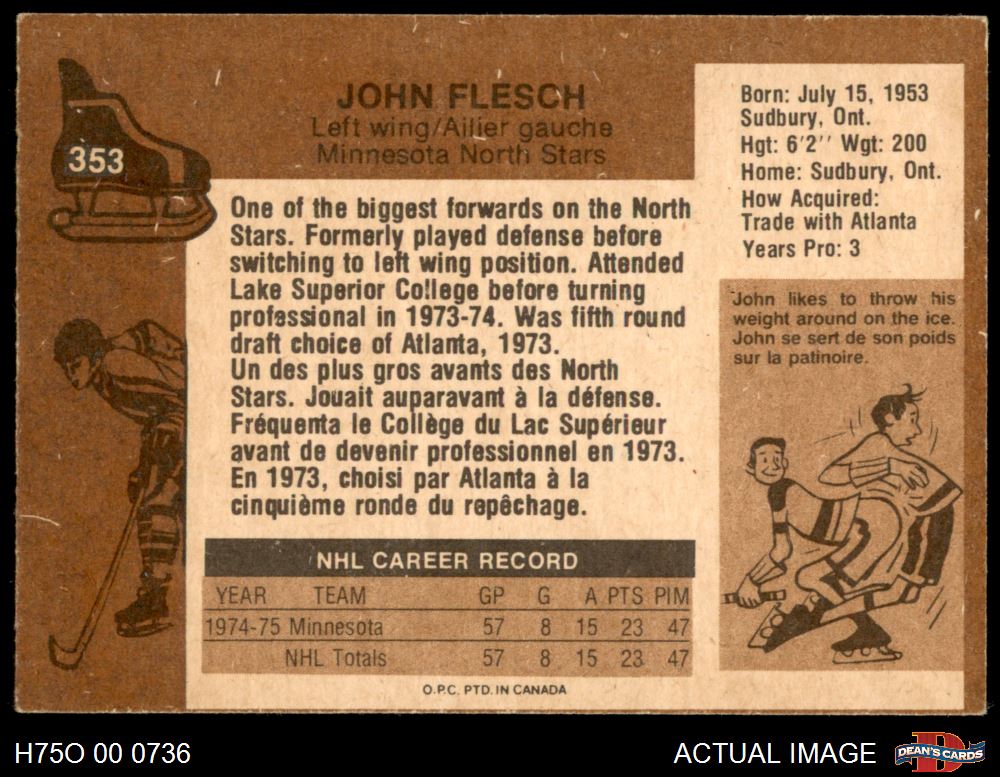 353
JOHN FLESCH
Left wing/Ailier gauche
Minnesota North Stars
Born: July 15, 1953
Sudbury, Ont.
Hgt: 6'2'' Wgt: 200
Home: Sudbury, Ont.
How Acquired:
Trade with Atlanta
Years Pro: 3
One of the biggest forwards on the North
Stars. Formerly played defense before
switching to left wing position. Attended
Lake Superior College before turning
professional in 1973-74. Was fifth round
draft choice of Atlanta, 1973.
Un des plus gros avants des North
Stars. Jouait auparavant à la défense.
Fréquenta le Collège du Lac Supérieur
avant de devenir professionnel en 1973.
En 1973, choisi par Atlanta à la
cinquième ronde du repêchage.
John likes to throw his
weight around on the ice.
John se sert de son poids
sur la patinoire.
NHL CAREER RECORD
YEAR TEAM GP G A PTS PIM
1974-75 Minnesota 57 8 15 23 47
NHL Totals 57 8 15 23 47
O.P.C. PTD. IN CANADA
H75O 00 0736
ACTUAL IMAGE
D
DEAN'S CARDS